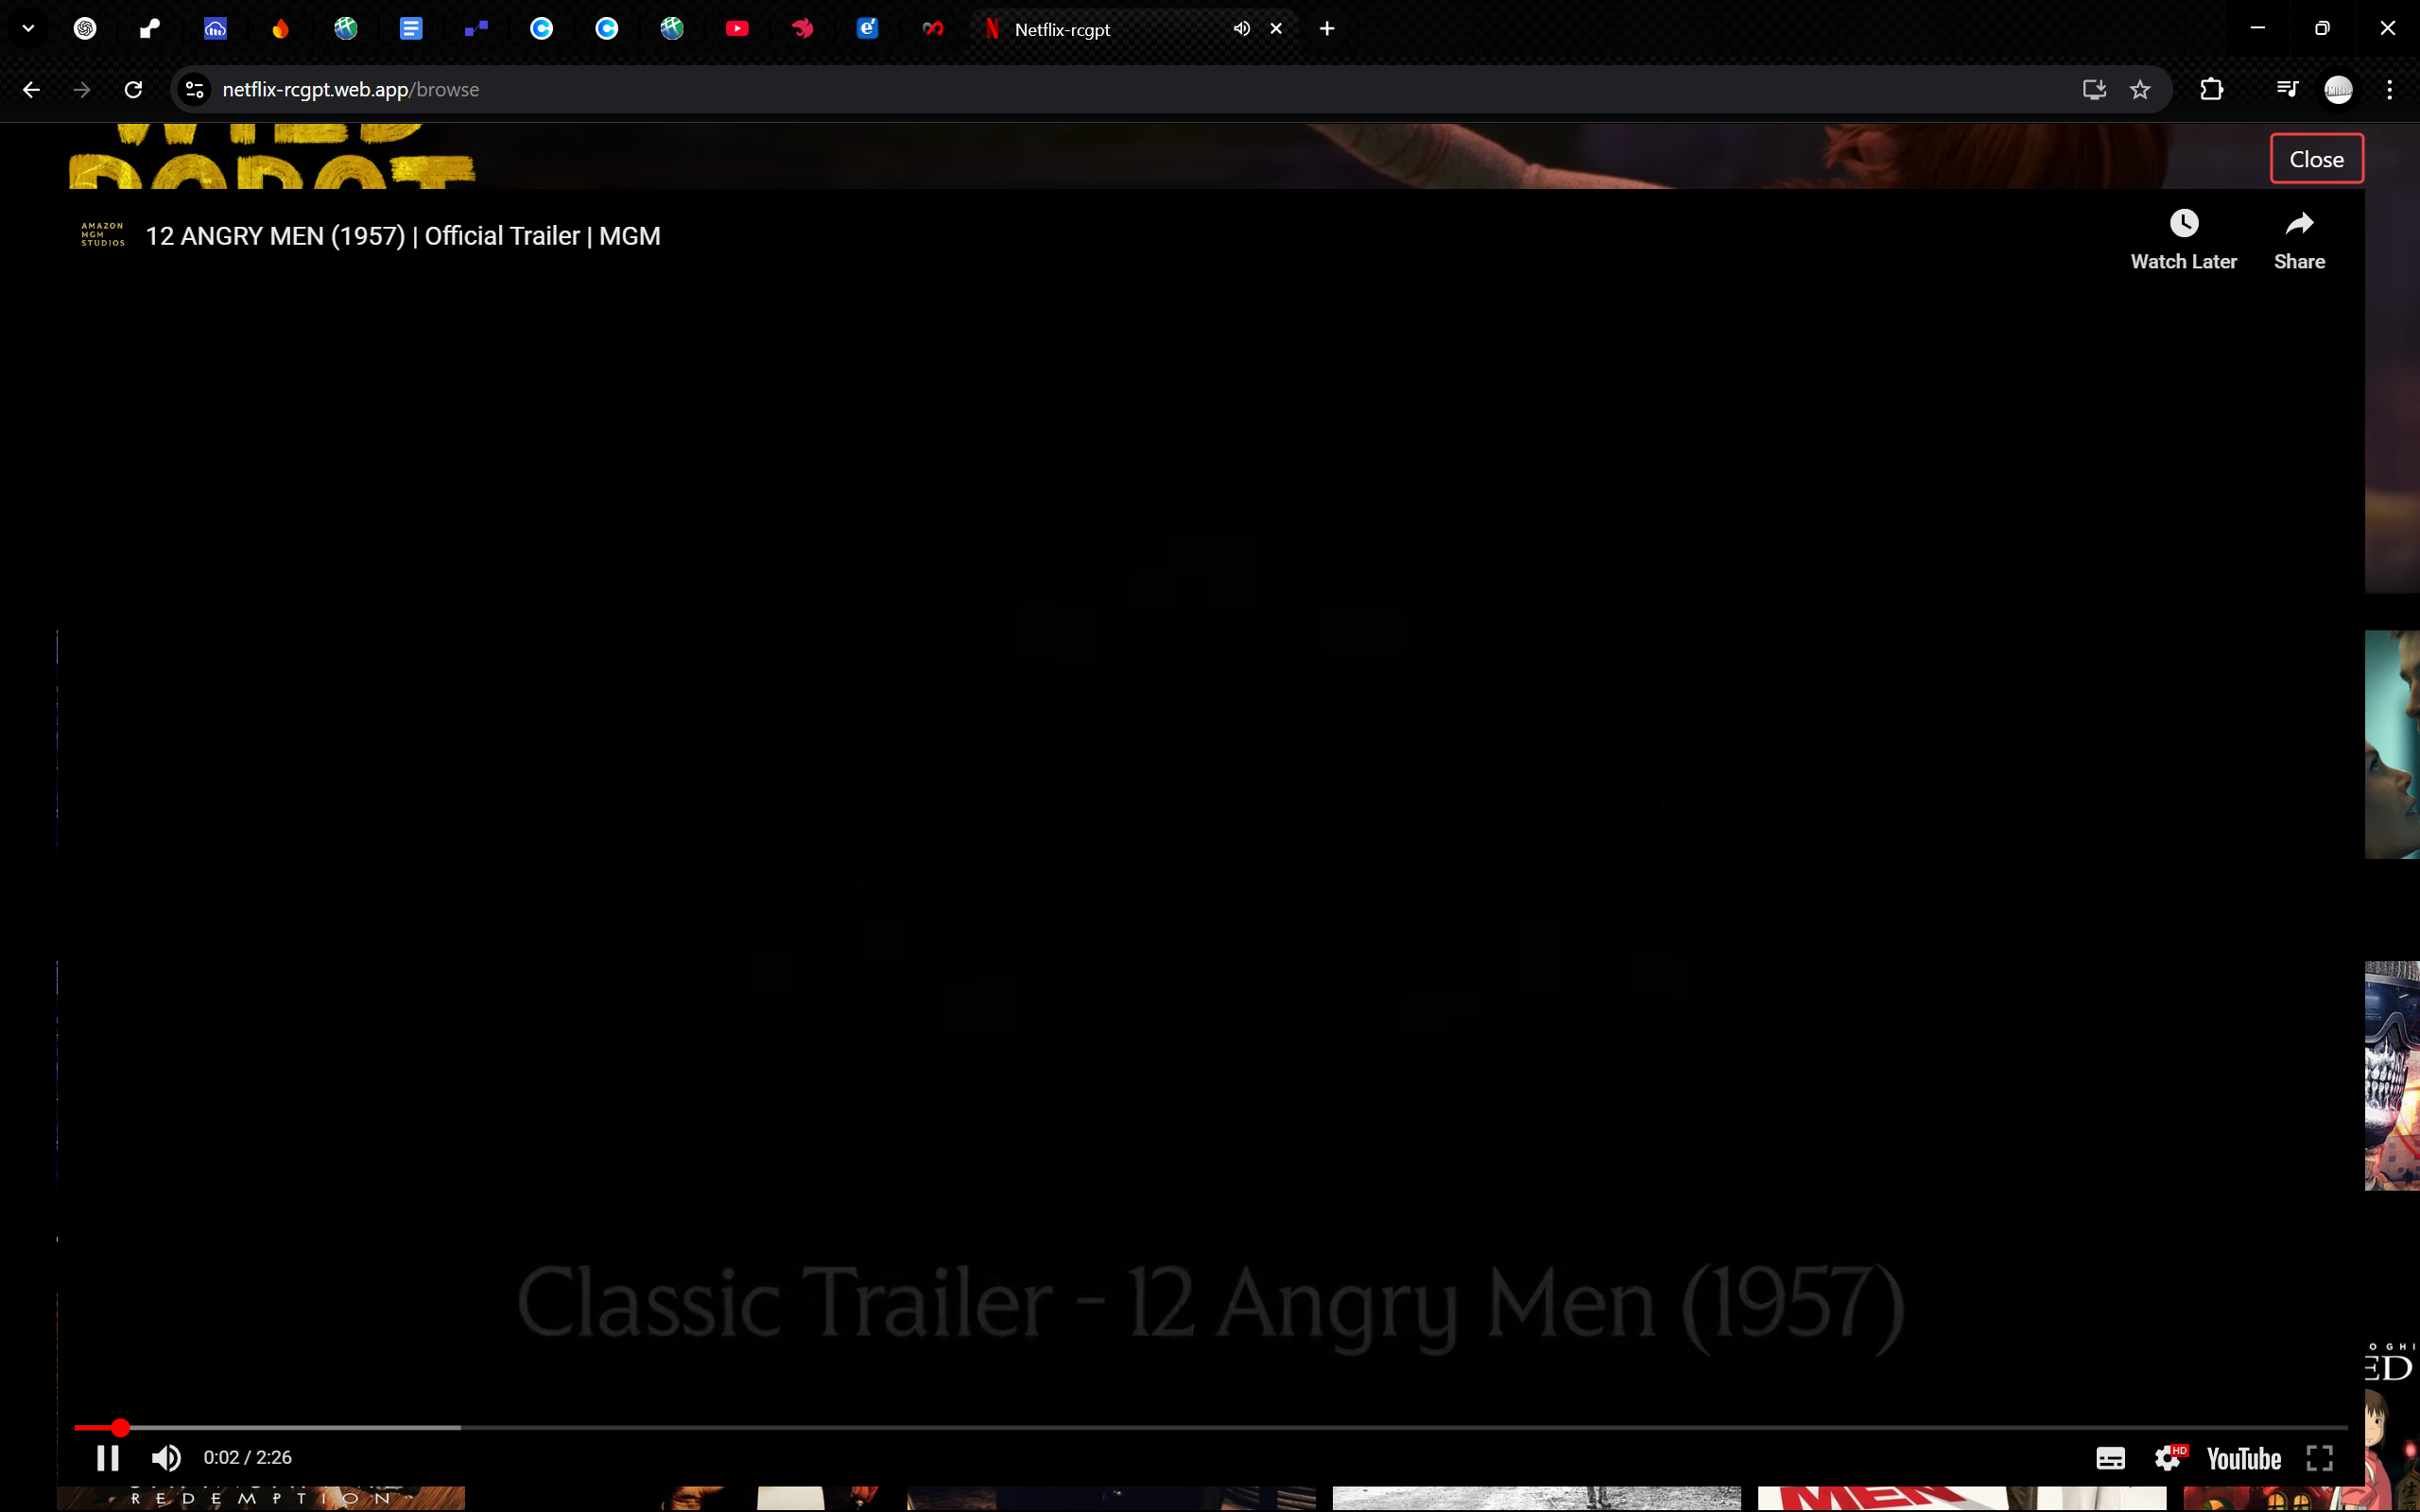 Netflix-rcgpt
netflix-rcgpt.web.app/browse
Close
AMAZON
MGM
STUDIOS
12 ANGRY MEN (1957) | Official Trailer | MGM
Watch Later
Share
Classic Trailer - 12 Angry Men (1957)
0:02 / 2:26
HD
YouTube
REDEMPTION
MEN